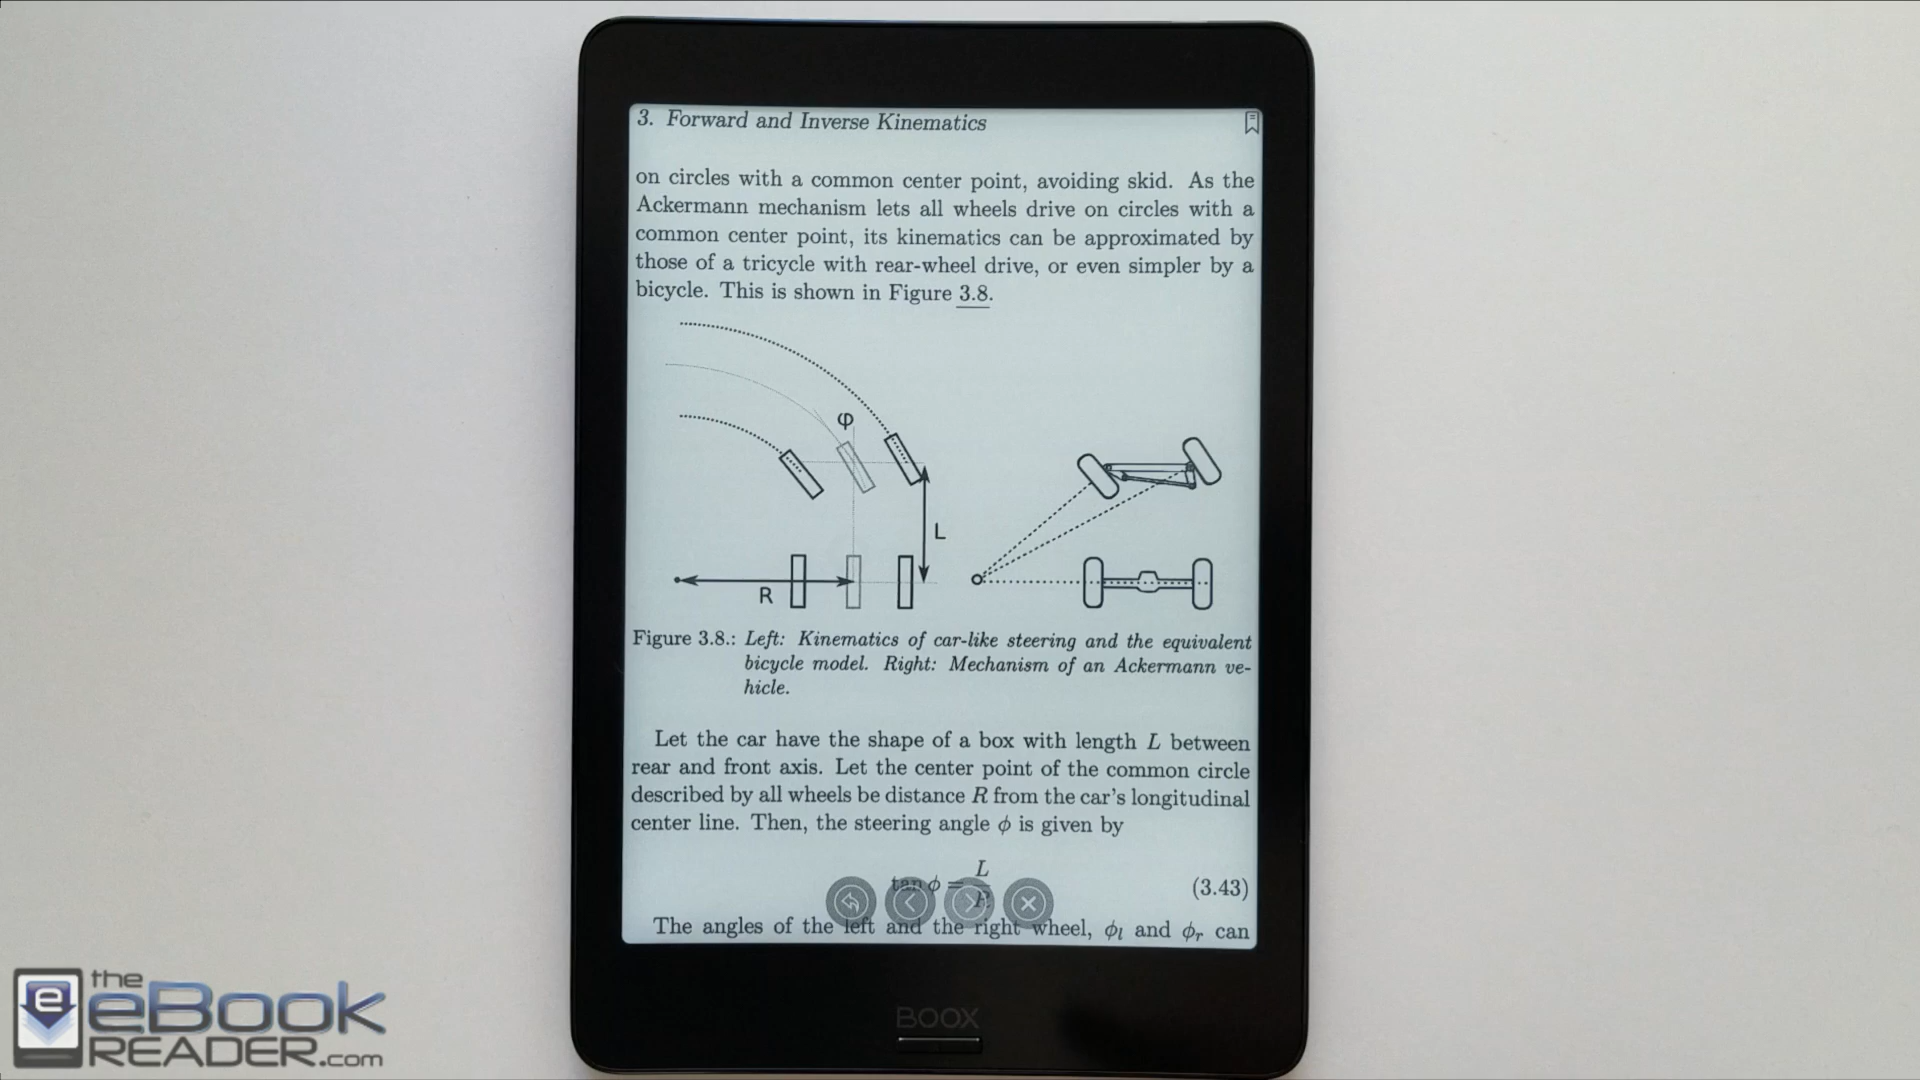 3. Forward and Inverse Kinematics
on circles with a common center point, avoiding skid. As the
Ackermann mechanism lets all wheels drive on circles with a
common center point, its kinematics can be approximated by
those of a tricycle with rear-wheel drive, or even simpler by a
bicycle. This is shown in Figure 3.8.
φ
L
R
Figure 3.8.: Left: Kinematics of car-like steering and the equivalent
bicycle model. Right: Mechanism of an Ackermann ve-
hicle.
Let the car have the shape of a box with length L between
rear and front axis. Let the center point of the common circle
described by all wheels be distance R from the car's longitudinal
center line. Then, the steering angle ϕ is given by
tan ϕ = L/R (3.43)
The angles of the left and the right wheel, ϕl and ϕr can
BOOX
the
eBook
READER.com